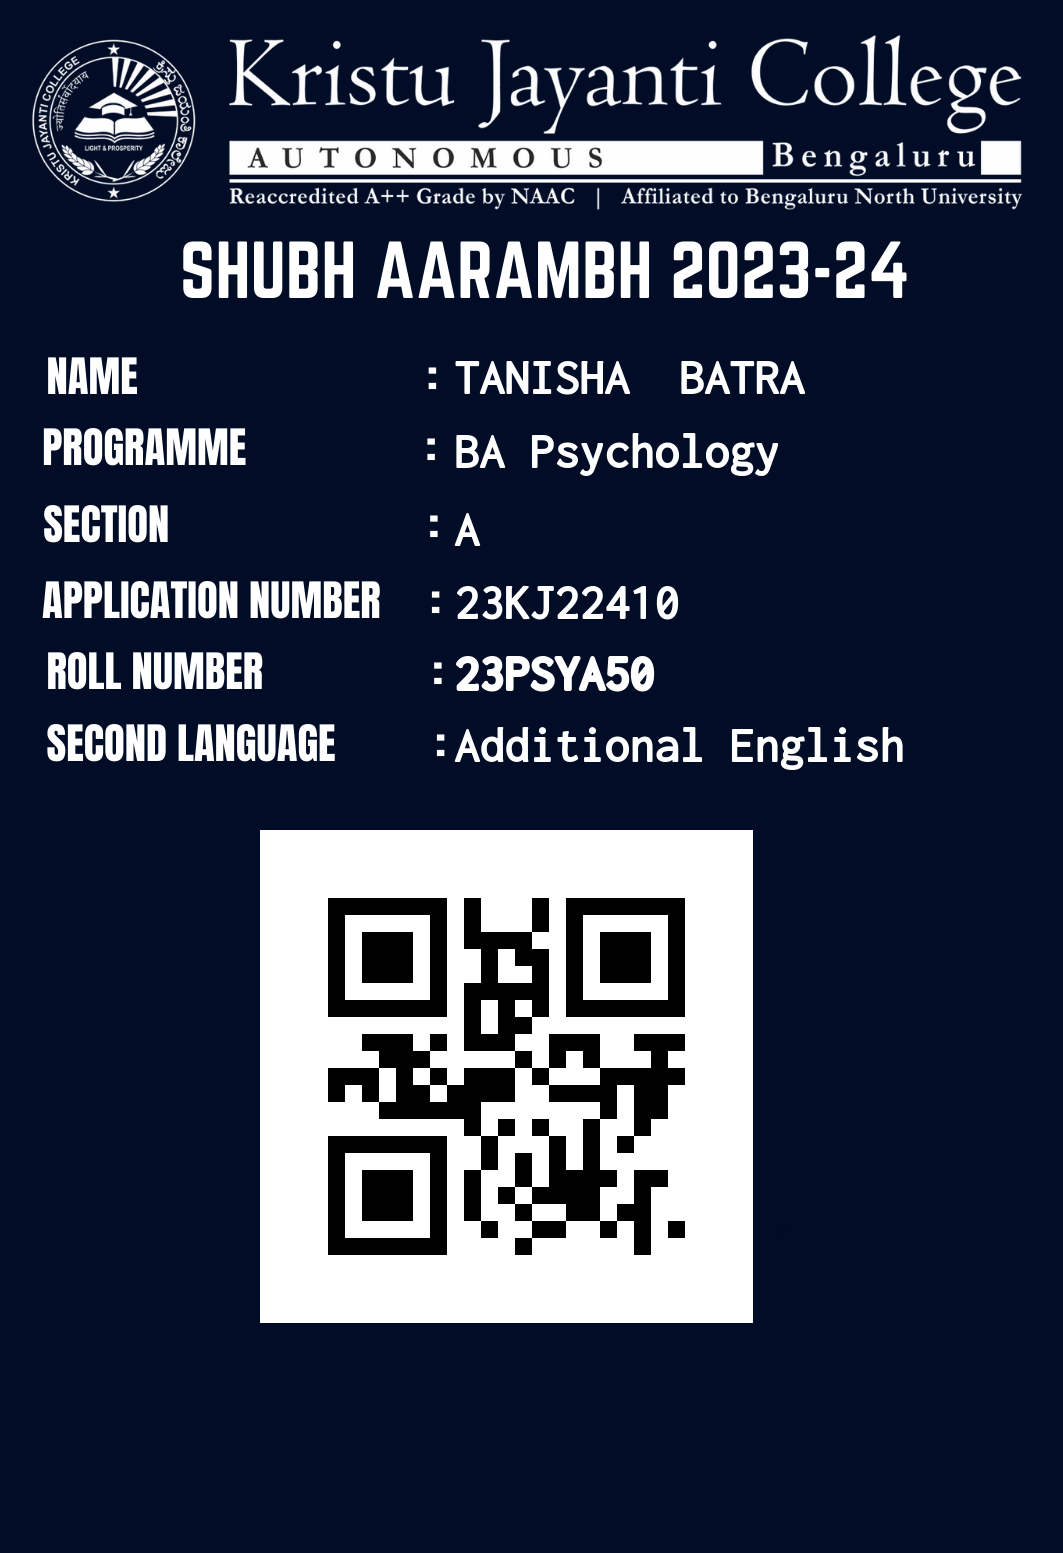 Kristu Jayanti College
AUTONOMOUS Bengaluru
Reaccredited A++ Grade by NAAC | Affiliated to Bengaluru North University
KRISTU JAYANTI COLLEGE
LIGHT & PROSPERITY
SHUBH AARAMBH 2023-24
NAME : TANISHA BATRA
PROGRAMME : BA Psychology
SECTION : A
APPLICATION NUMBER : 23KJ22410
ROLL NUMBER : 23PSYA50
SECOND LANGUAGE : Additional English